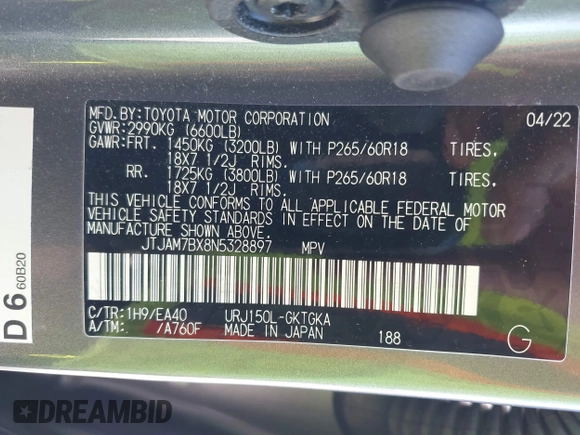 MFD.BY:TOYOTA MOTOR CORPORATION 04/22
GVWR:2990KG (6600LB)
GAWR:FRT. 1450KG (3200LB) WITH P265/60R18 TIRES,
18X7 1/2J RIMS.
RR. 1725KG (3800LB) WITH P265/60R18 TIRES,
18X7 1/2J RIMS.
THIS VEHICLE CONFORMS TO ALL APPLICABLE FEDERAL MOTOR
VEHICLE SAFETY STANDARDS IN EFFECT ON THE DATE OF
MANUFACTURE SHOWN ABOVE.
JTJAM7BX8N5328897 MPV
C/TR:1H9/EA40 URJ150L-GKTGKA
A/TM: /A760F MADE IN JAPAN 188 G
D 6 60B20
DREAMBID